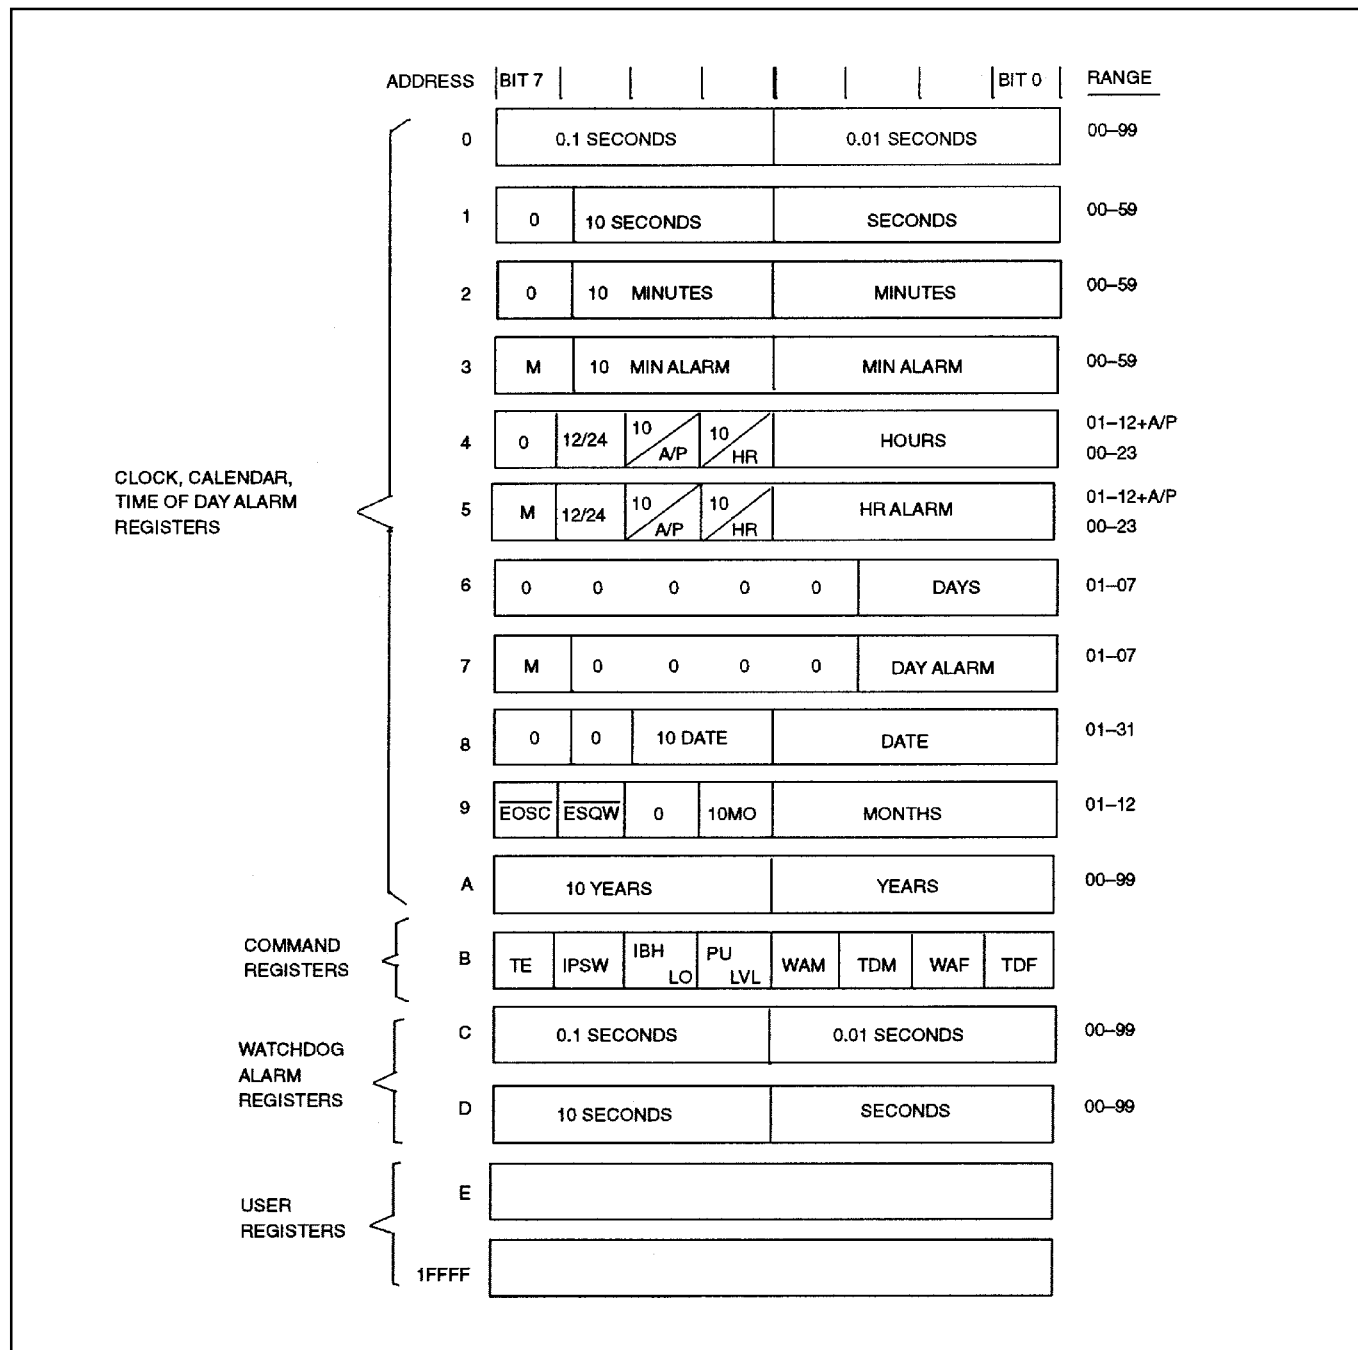 ADDRESS BIT 7 BIT 0 RANGE
0 0.1 SECONDS 0.01 SECONDS 00–99
1 0 10 SECONDS SECONDS 00–59
2 0 10 MINUTES MINUTES 00–59
3 M 10 MIN ALARM MIN ALARM 00–59
4 0 12/24 10 A/P 10 HR HOURS 01–12+A/P 00–23
CLOCK, CALENDAR,
TIME OF DAY ALARM
REGISTERS
5 M 12/24 10 A/P 10 HR HR ALARM 01–12+A/P 00–23
6 0 0 0 0 0 DAYS 01–07
7 M 0 0 0 0 DAY ALARM 01–07
8 0 0 10 DATE DATE 01–31
9 EOSC ESQW 0 10MO MONTHS 01–12
A 10 YEARS YEARS 00–99
COMMAND
REGISTERS
B TE IPSW IBH LO PU LVL WAM TDM WAF TDF
C 0.1 SECONDS 0.01 SECONDS 00–99
WATCHDOG
ALARM
REGISTERS
D 10 SECONDS SECONDS 00–99
E
USER
REGISTERS
1FFFF